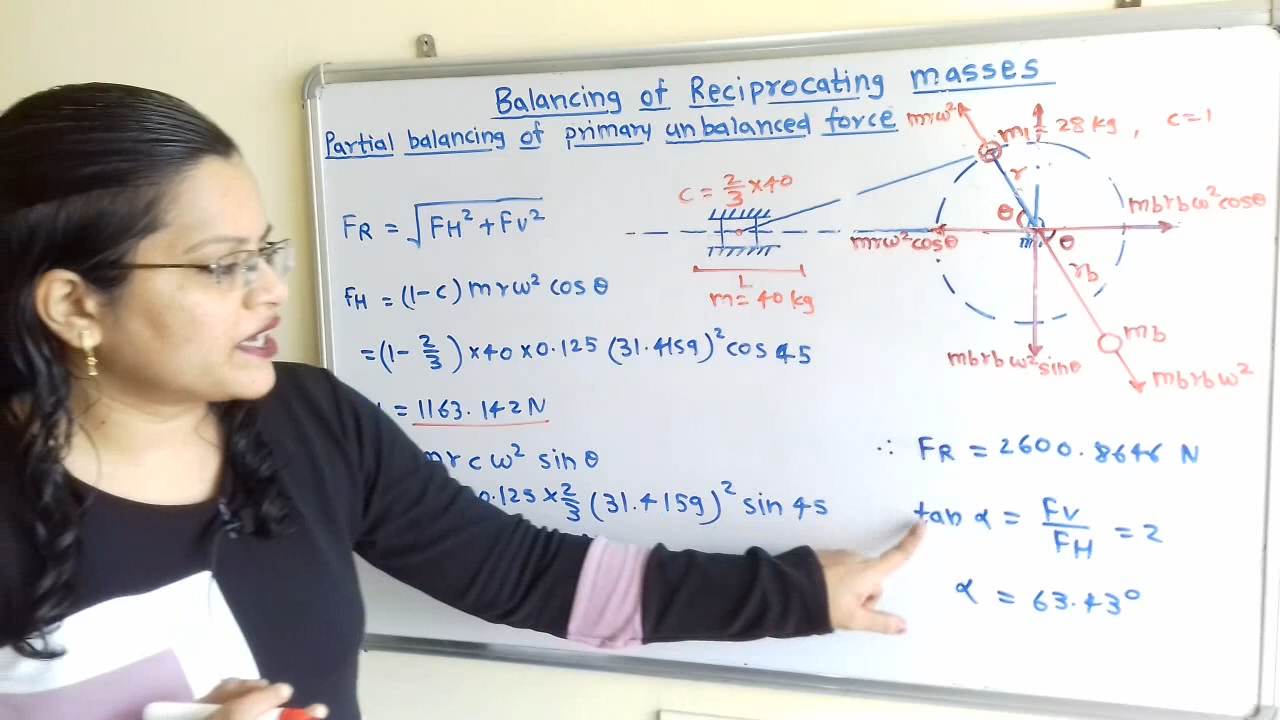 Balancing of Reciprocating masses
Partial balancing of primary unbalanced force
FR = √FH² + FV²
FH = (1-c) mrω² cos θ
= (1 - 2/3) × 40 × 0.125 (31.4159)² cos 45
= 1163.142 N
mrcω² sin θ
0.125 × 2/3 (31.4159)² sin 45
c = 2/3 × 40
L
m = 40 kg
mrω²
m1 = 28 kg , c = 1
r
θ
mbrbω² cosθ
mrω² cosθ
θ
rb
mb
mbrbω² sinθ
mbrbω²
∴ FR = 2600.8646 N
tan α = FV/FH = 2
α = 63.43°